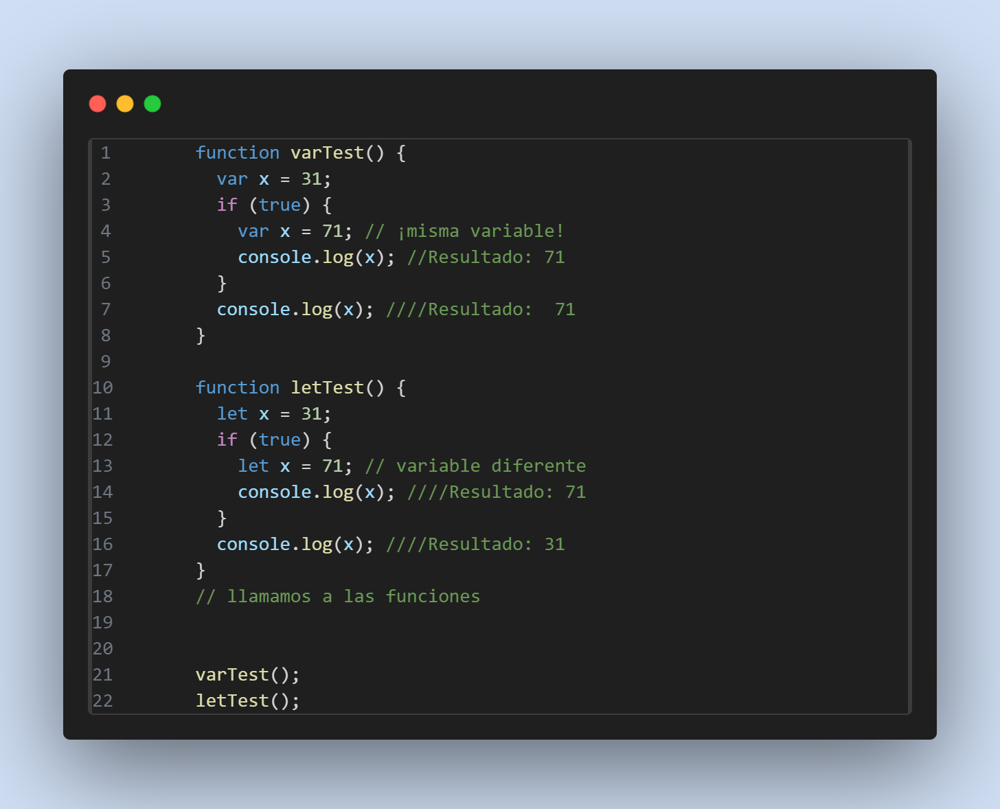 1 function varTest() {
2 var x = 31;
3 if (true) {
4 var x = 71; // ¡misma variable!
5 console.log(x); //Resultado: 71
6 }
7 console.log(x); ////Resultado:  71
8 }
9
10 function letTest() {
11 let x = 31;
12 if (true) {
13 let x = 71; // variable diferente
14 console.log(x); ////Resultado: 71
15 }
16 console.log(x); ////Resultado: 31
17 }
18 // llamamos a las funciones
19
20
21 varTest();
22 letTest();